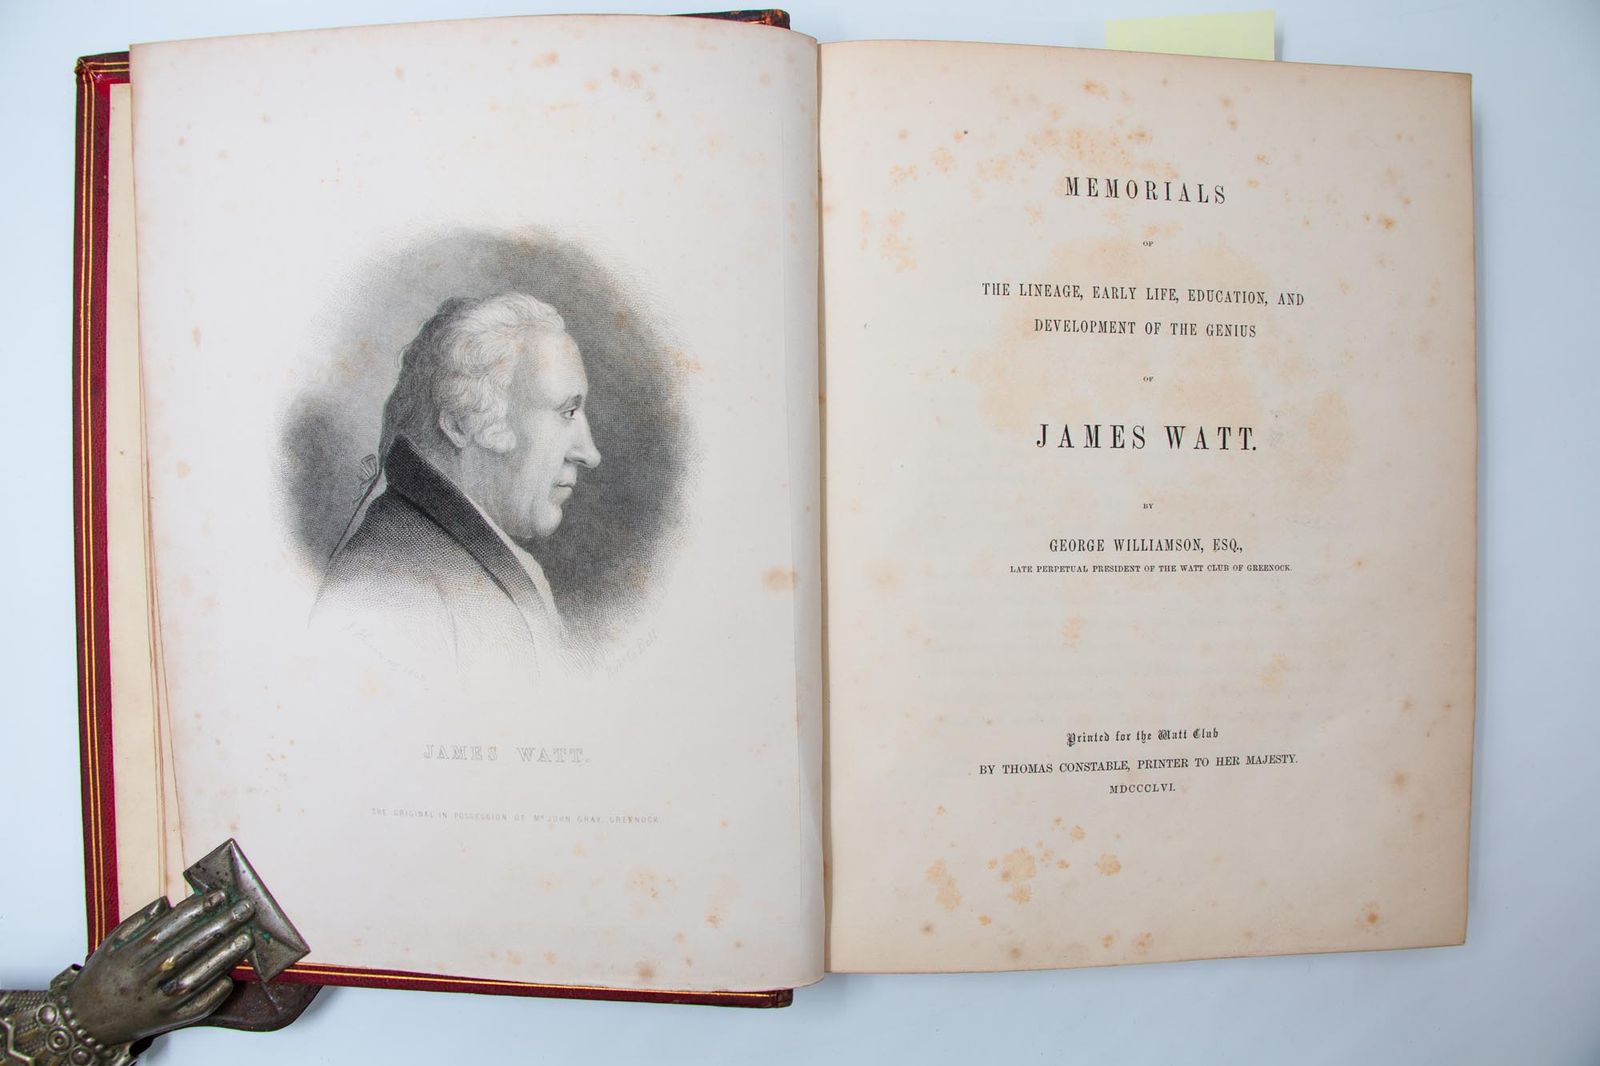 JAMES WATT.
THE ORIGINAL IN POSSESSION OF MR JOHN GRAY, GREENOCK
MEMORIALS
OF
THE LINEAGE, EARLY LIFE, EDUCATION, AND
DEVELOPMENT OF THE GENIUS
OF
JAMES WATT.
BY
GEORGE WILLIAMSON, ESQ.,
LATE PERPETUAL PRESIDENT OF THE WATT CLUB OF GREENOCK.
Printed for the Watt Club
BY THOMAS CONSTABLE, PRINTER TO HER MAJESTY.
MDCCCLVI.